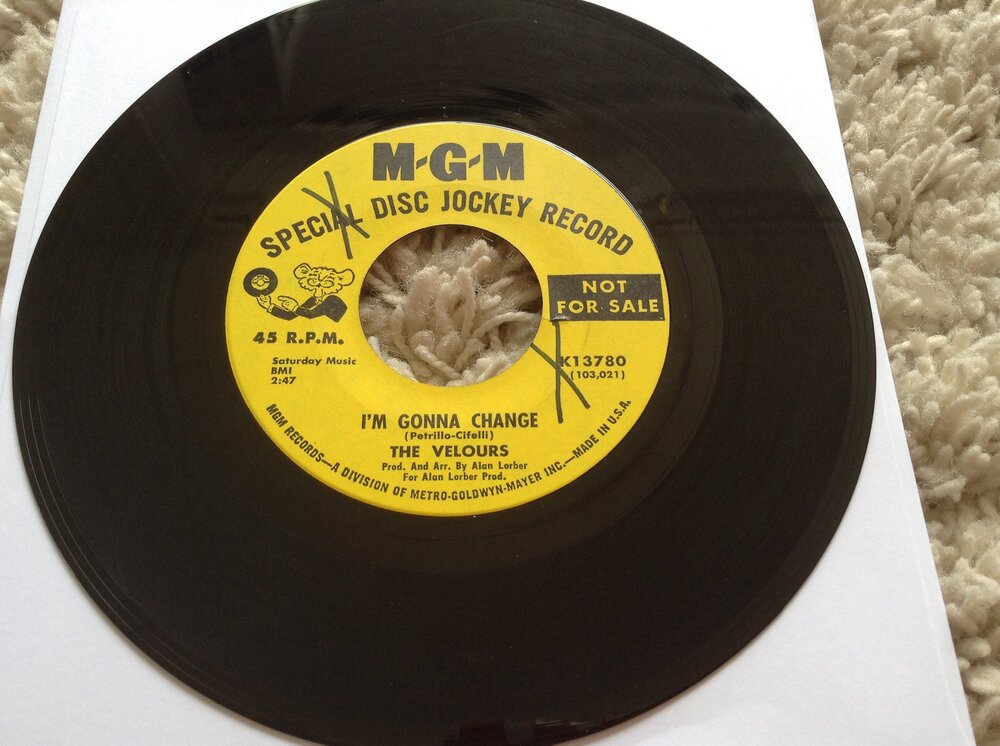 M-G-M
SPECIAL DISC JOCKEY RECORD
NOT
FOR SALE
45 R.P.M.
Saturday Music
BMI
2:47
K13780
(103,021)
I'M GONNA CHANGE
(Petrillo-Cifelli)
THE VELOURS
Prod. And Arr. By Alan Lorber
For Alan Lorber Prod.
MGM RECORDS—A DIVISION OF METRO-GOLDWYN-MAYER INC.—MADE IN U.S.A.